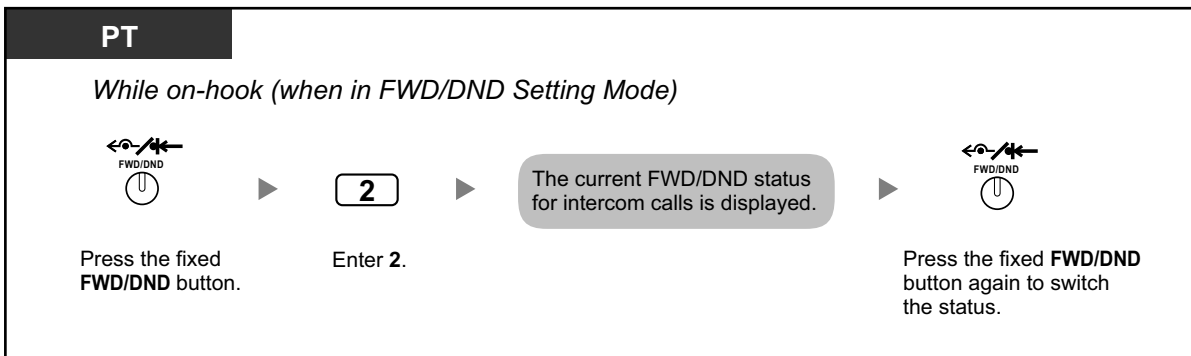 PT
While on-hook (when in FWD/DND Setting Mode)
FWD/DND
Press the fixed
FWD/DND button.
2
Enter 2.
The current FWD/DND status
for intercom calls is displayed.
FWD/DND
Press the fixed FWD/DND
button again to switch
the status.